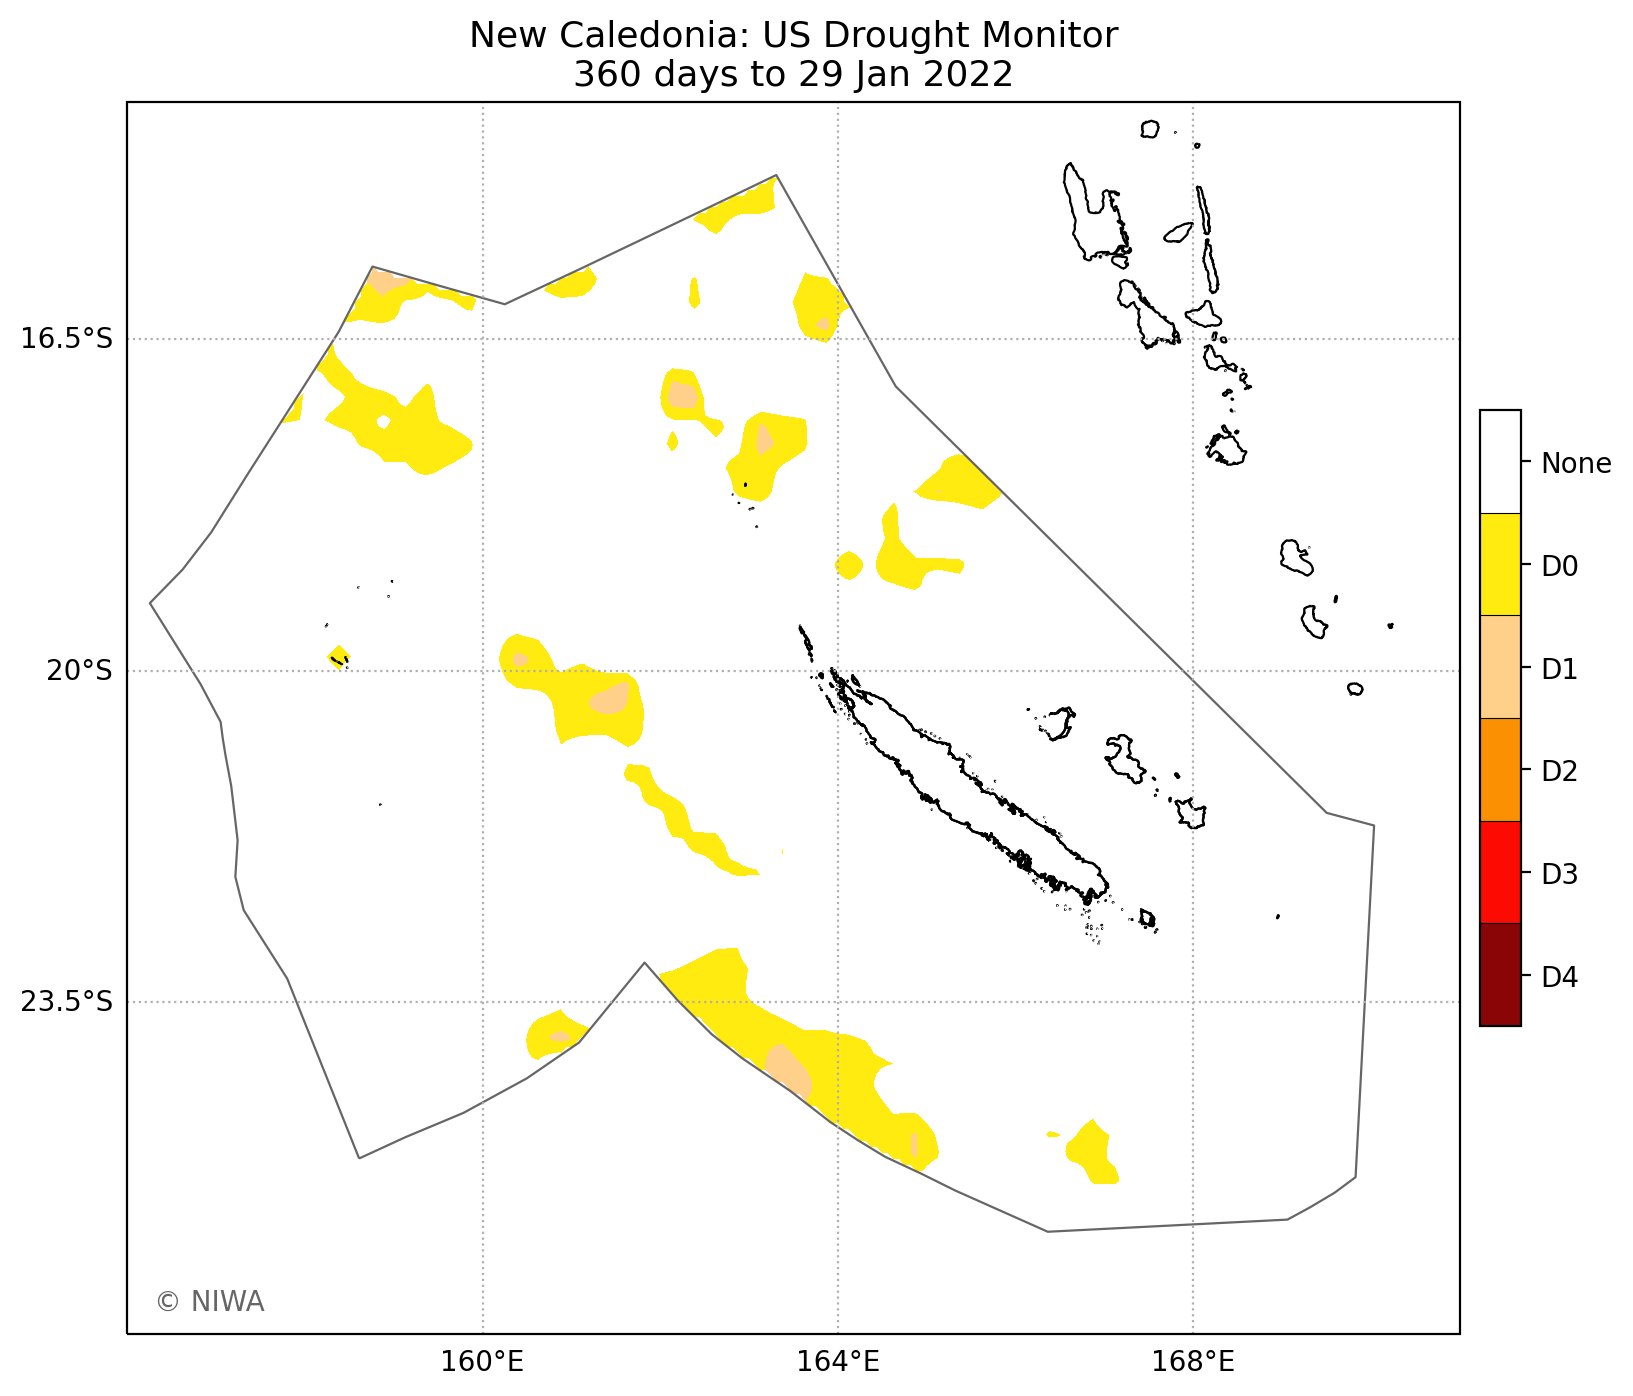 New Caledonia: US Drought Monitor
360 days to 29 Jan 2022
16.5°S
20°S
23.5°S
160°E
164°E
168°E
None
D0
D1
D2
D3
D4
© NIWA